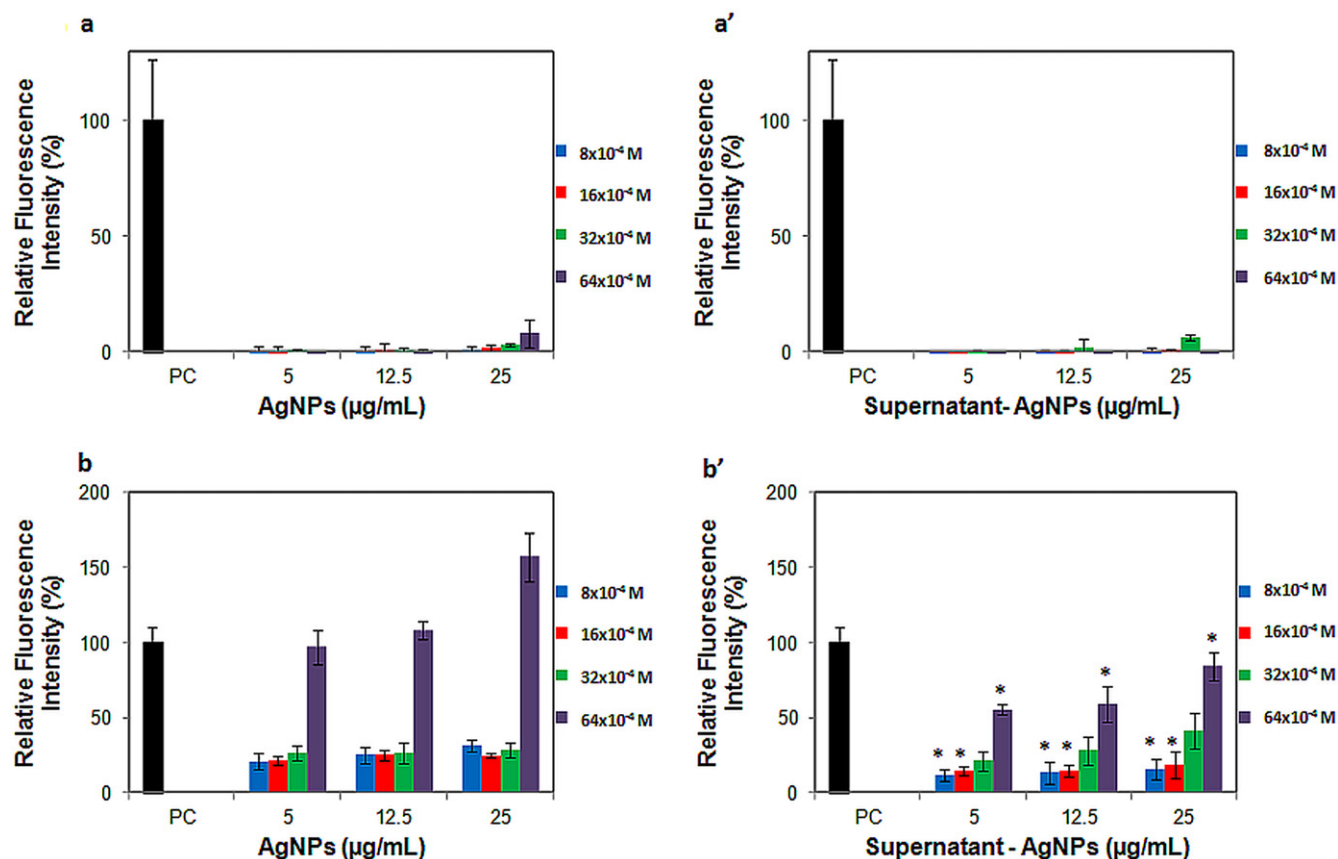 a
Relative Fluorescence
Intensity (%)
100
50
0
PC 5 12.5 25
AgNPs (µg/mL)
8x10⁻⁴ M
16x10⁻⁴ M
32x10⁻⁴ M
64x10⁻⁴ M
a’
Relative Fluorescence
Intensity (%)
100
50
0
PC 5 12.5 25
Supernatant- AgNPs (µg/mL)
8x10⁻⁴ M
16x10⁻⁴ M
32x10⁻⁴ M
64x10⁻⁴ M
b
Relative Fluorescence
Intensity (%)
200
150
100
50
0
PC 5 12.5 25
AgNPs (µg/mL)
8x10⁻⁴ M
16x10⁻⁴ M
32x10⁻⁴ M
64x10⁻⁴ M
b’
Relative Fluorescence
Intensity (%)
200
150
100
50
0
* * *
* * *
* * *
PC 5 12.5 25
Supernatant - AgNPs (µg/mL)
8x10⁻⁴ M
16x10⁻⁴ M
32x10⁻⁴ M
64x10⁻⁴ M